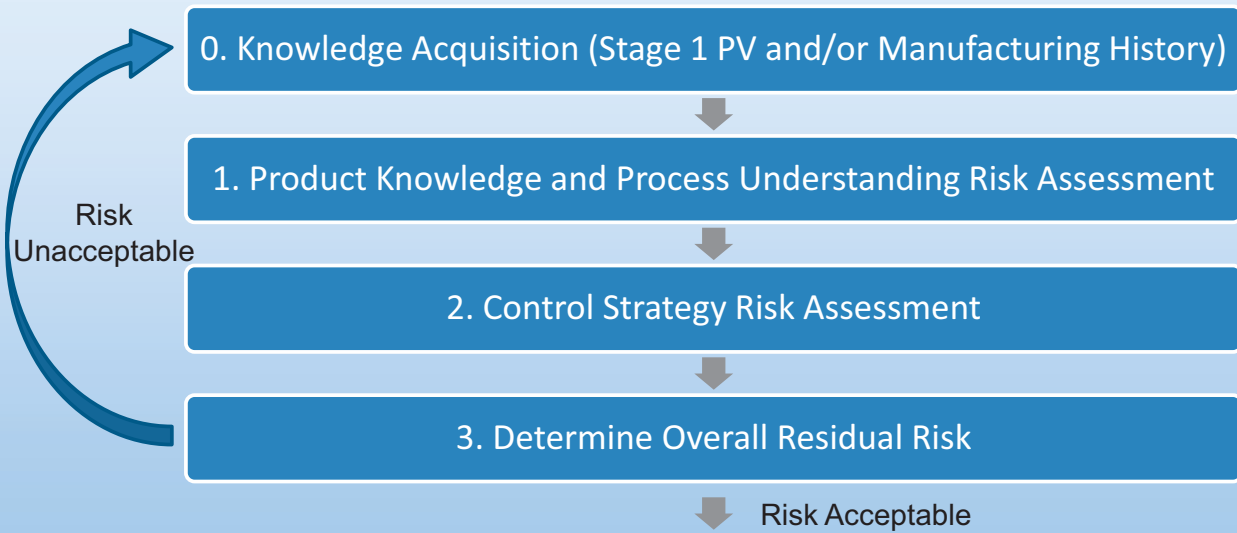 0. Knowledge Acquisition (Stage 1 PV and/or Manufacturing History)
1. Product Knowledge and Process Understanding Risk Assessment
Risk
Unacceptable
2. Control Strategy Risk Assessment
3. Determine Overall Residual Risk
Risk Acceptable